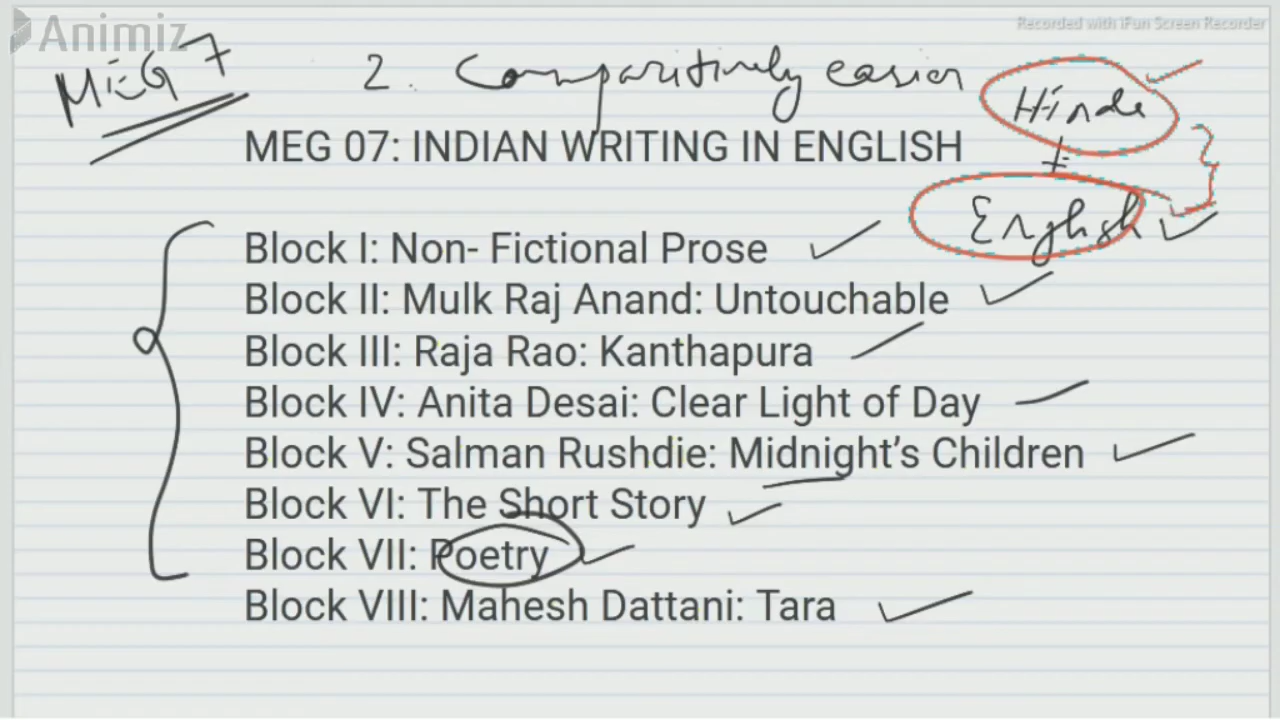 Animiz
Recorded with iFun Screen Recorder
MEG 7
2. Comparitively easier
Hindi
+
English
MEG 07: INDIAN WRITING IN ENGLISH
Block I: Non- Fictional Prose
Block II: Mulk Raj Anand: Untouchable
Block III: Raja Rao: Kanthapura
Block IV: Anita Desai: Clear Light of Day
Block V: Salman Rushdie: Midnight’s Children
Block VI: The Short Story
Block VII: Poetry
Block VIII: Mahesh Dattani: Tara